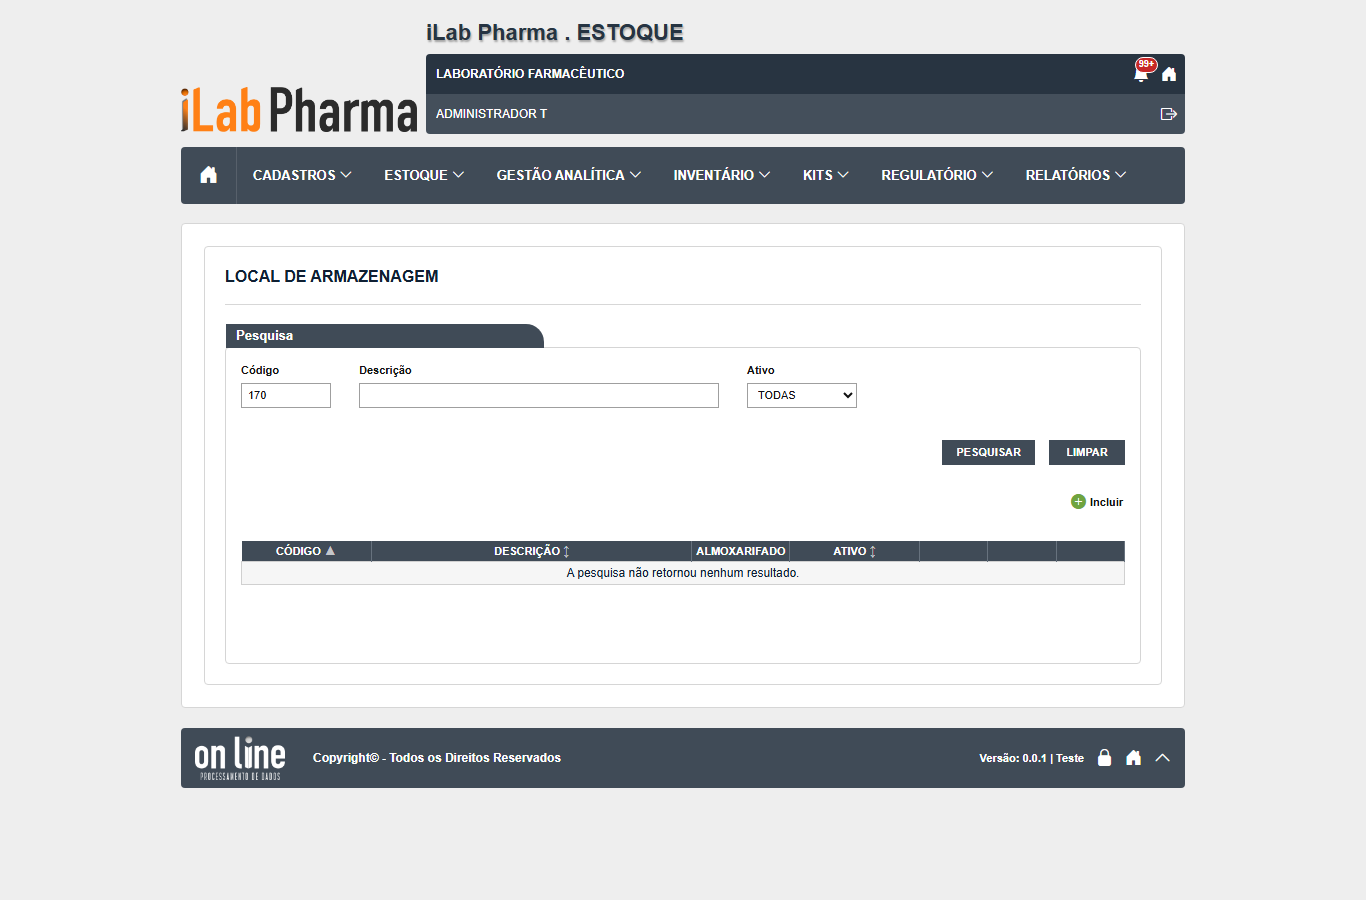 iLab Pharma . ESTOQUE
LABORATÓRIO FARMACÊUTICO
99+
iLab Pharma
ADMINISTRADOR T
CADASTROS ESTOQUE GESTÃO ANALÍTICA INVENTÁRIO KITS REGULATÓRIO RELATÓRIOS
LOCAL DE ARMAZENAGEM
Pesquisa
Código Descrição Ativo
170 TODAS
PESQUISAR LIMPAR
Incluir
CÓDIGO DESCRIÇÃO ALMOXARIFADO ATIVO
A pesquisa não retornou nenhum resultado.
on line
PROCESSAMENTO DE DADOS
Copyright© - Todos os Direitos Reservados
Versão: 0.0.1 | Teste